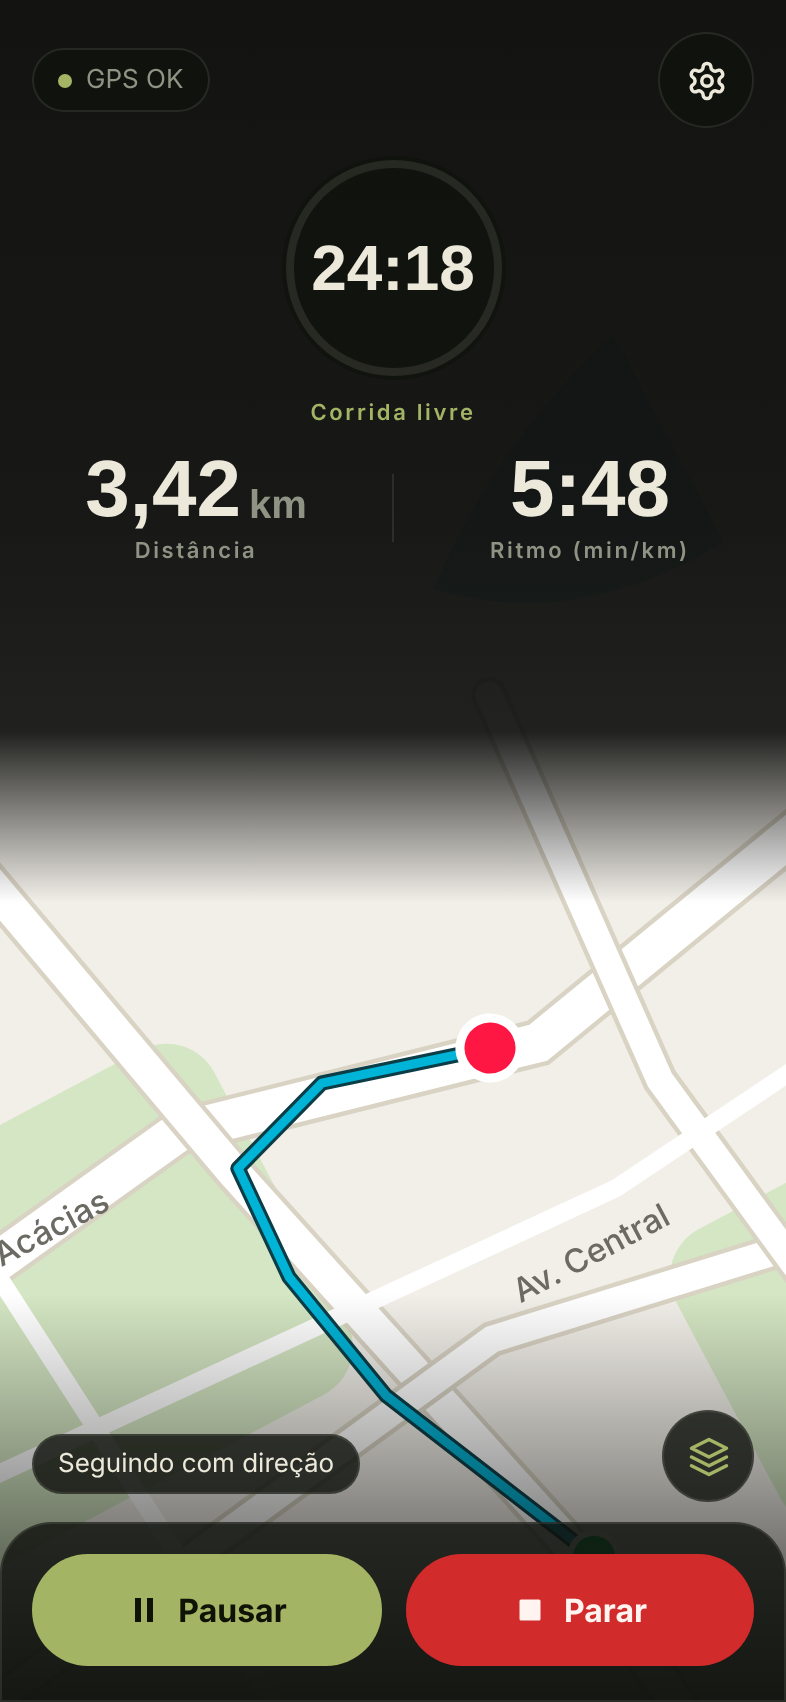 GPS OK
24:18
Corrida livre
3,42 km
Distância
5:48
Ritmo (min/km)
Acácias
Av. Central
Seguindo com direção
Pausar
Parar